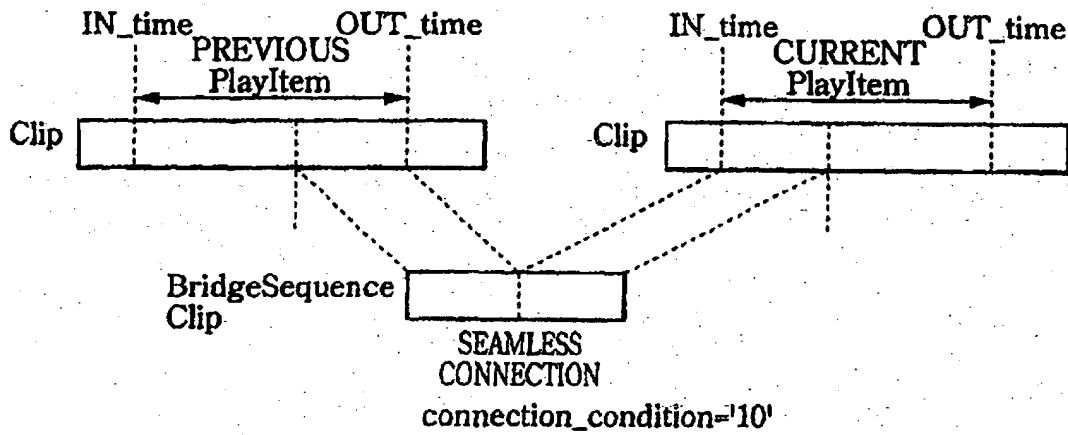 IN_time OUT_time
PREVIOUS
PlayItem
Clip
IN_time OUT_time
CURRENT
PlayItem
Clip
BridgeSequence
Clip
SEAMLESS
CONNECTION
connection_condition='10'